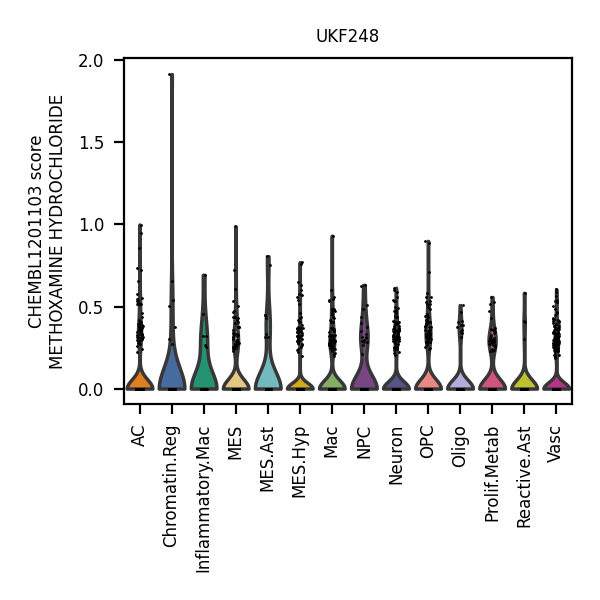 UKF248
CHEMBL1201103 score
METHOXAMINE HYDROCHLORIDE
2.0
1.5
1.0
0.5
0.0
AC
Chromatin.Reg
Inflammatory.Mac
MES
MES.Ast
MES.Hyp
Mac
NPC
Neuron
OPC
Oligo
Prolif.Metab
Reactive.Ast
Vasc